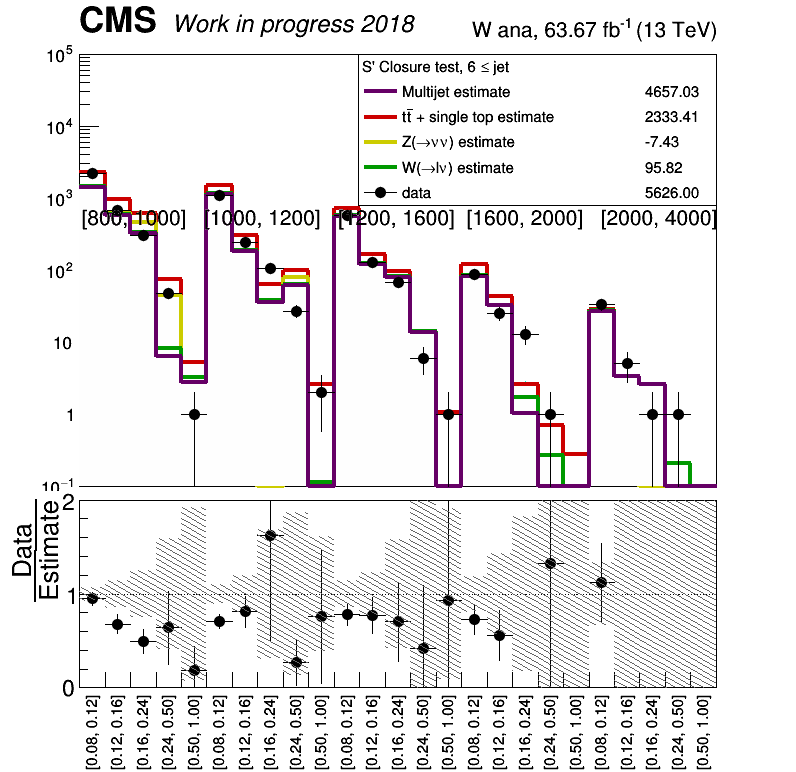 CMS Work in progress 2018 W ana, 63.67 fb⁻¹ (13 TeV)
S' Closure test, 6 ≤ jet
Multijet estimate 4657.03
tt̄ + single top estimate 2333.41
Z(→νν) estimate -7.43
W(→lν) estimate 95.82
data 5626.00
10⁵
10⁴
10³
[800, 1000] [1000, 1200] [1200, 1600] [1600, 2000] [2000, 4000]
10²
10
1
10⁻¹
Data
Estimate
2
1
0
[0.08, 0.12] [0.12, 0.16] [0.16, 0.24] [0.24, 0.50] [0.50, 1.00] [0.08, 0.12] [0.12, 0.16] [0.16, 0.24] [0.24, 0.50] [0.50, 1.00] [0.08, 0.12] [0.12, 0.16] [0.16, 0.24] [0.24, 0.50] [0.50, 1.00] [0.08, 0.12] [0.12, 0.16] [0.16, 0.24] [0.24, 0.50] [0.50, 1.00] [0.08, 0.12] [0.12, 0.16] [0.16, 0.24] [0.24, 0.50] [0.50, 1.00]